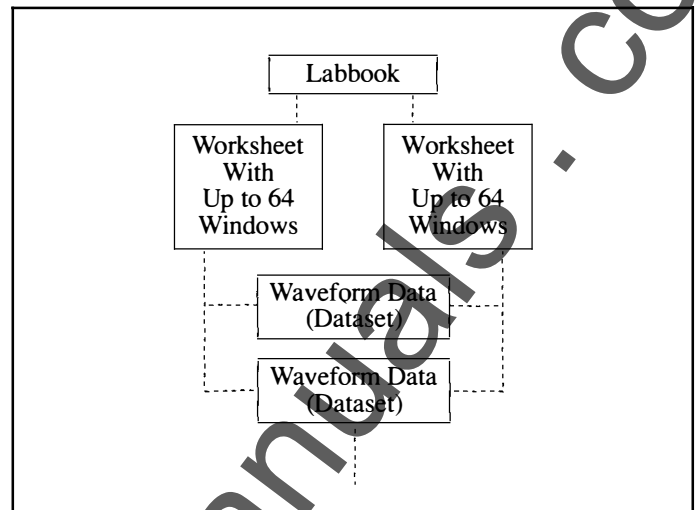 Labbook
Worksheet
With
Up to 64
Windows
Worksheet
With
Up to 64
Windows
Waveform Data
(Dataset)
Waveform Data
(Dataset)
anuals . co